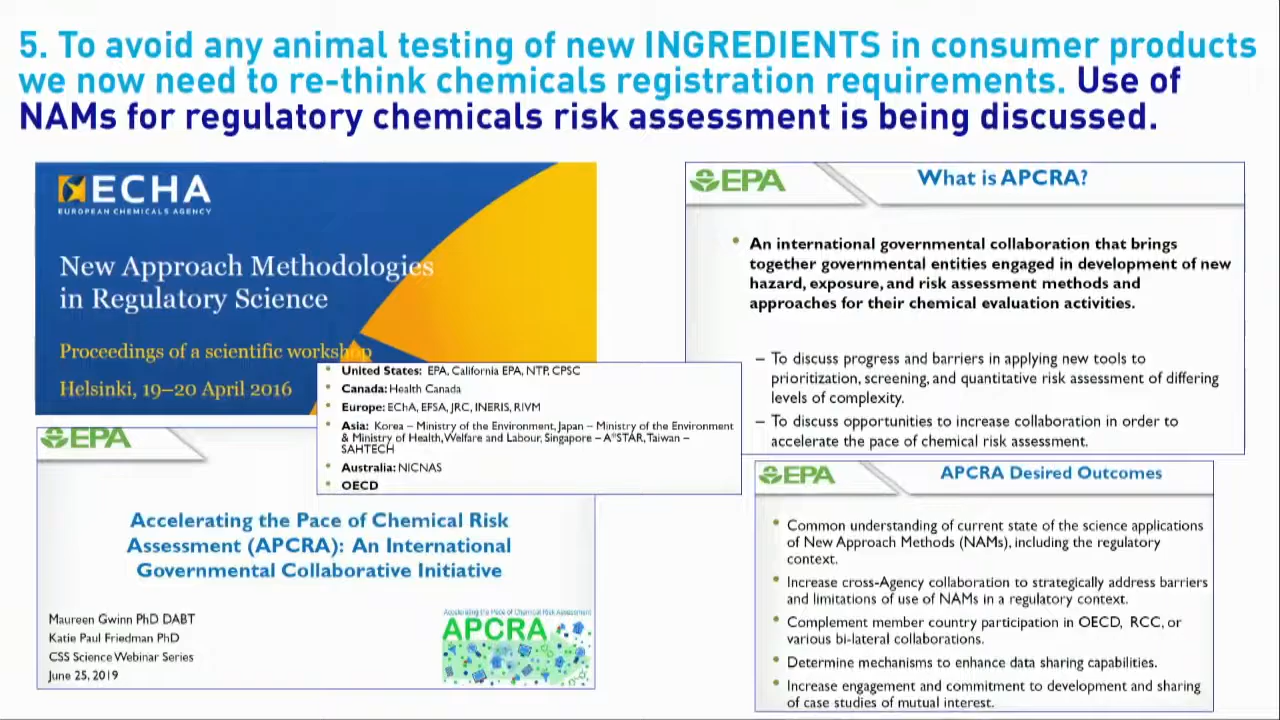 5. To avoid any animal testing of new INGREDIENTS in consumer products
we now need to re-think chemicals registration requirements. Use of
NAMs for regulatory chemicals risk assessment is being discussed.
ECHA
EUROPEAN CHEMICALS AGENCY
New Approach Methodologies
in Regulatory Science
Proceedings of a scientific workshop
Helsinki, 19–20 April 2016
• United States: EPA, California EPA, NTP, CPSC
• Canada: Health Canada
• Europe: EChA, EFSA, JRC, INERIS, RIVM
• Asia: Korea – Ministry of the Environment, Japan – Ministry of the Environment
& Ministry of Health, Welfare and Labour, Singapore – A*STAR, Taiwan –
SAHTECH
• Australia: NICNAS
• OECD
EPA
Accelerating the Pace of Chemical Risk
Assessment (APCRA): An International
Governmental Collaborative Initiative
Maureen Gwinn PhD DABT
Katie Paul Friedman PhD
CSS Science Webinar Series
June 25, 2019
Accelerating the Pace of Chemical Risk Assessment
APCRA
EPA
What is APCRA?
• An international governmental collaboration that brings
together governmental entities engaged in development of new
hazard, exposure, and risk assessment methods and
approaches for their chemical evaluation activities.
– To discuss progress and barriers in applying new tools to
prioritization, screening, and quantitative risk assessment of differing
levels of complexity.
– To discuss opportunities to increase collaboration in order to
accelerate the pace of chemical risk assessment.
EPA
APCRA Desired Outcomes
• Common understanding of current state of the science applications
of New Approach Methods (NAMs), including the regulatory
context.
• Increase cross-Agency collaboration to strategically address barriers
and limitations of use of NAMs in a regulatory context.
• Complement member country participation in OECD, RCC, or
various bi-lateral collaborations.
• Determine mechanisms to enhance data sharing capabilities.
• Increase engagement and commitment to development and sharing
of case studies of mutual interest.